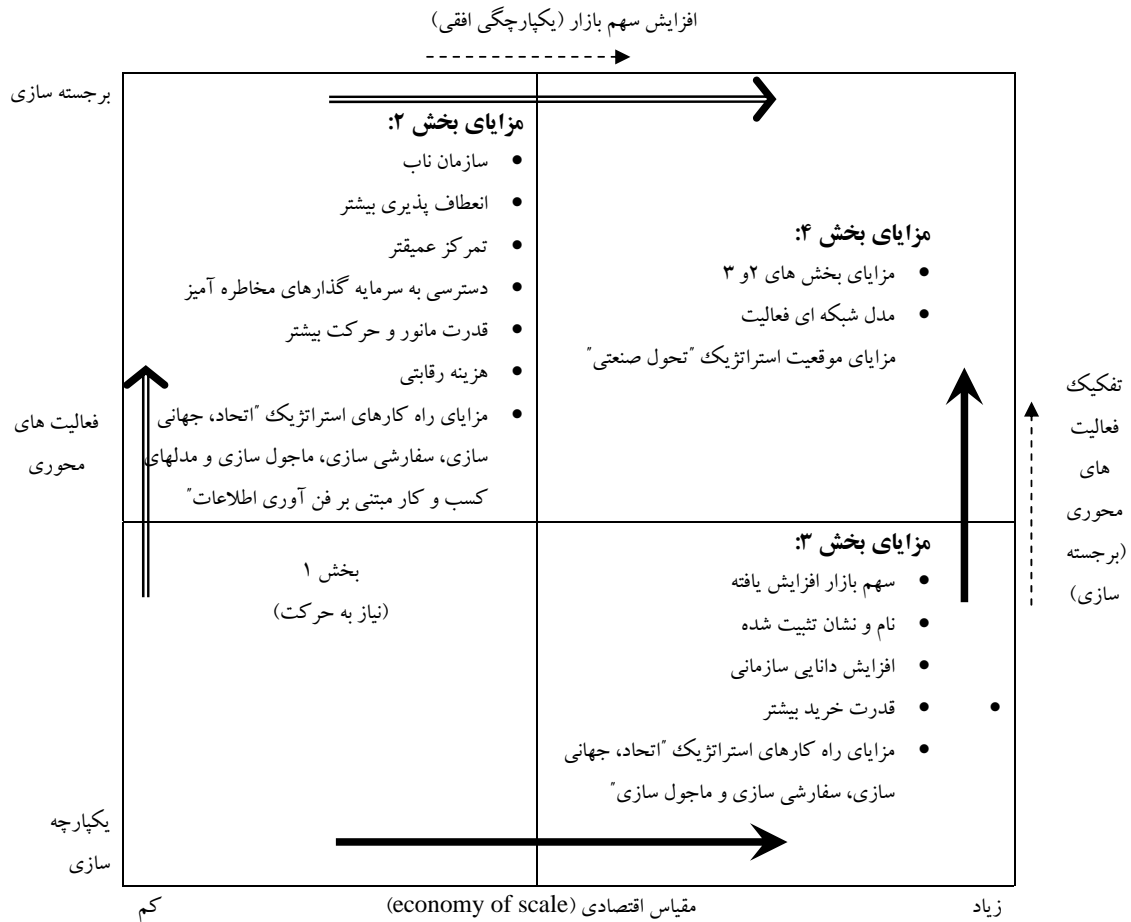 افزایش سهم بازار (یکپارچگی افقی)
برجسته سازی
مزایای بخش ۲:
• سازمان ناب
• انعطاف پذیری بیشتر
• تمرکز عمیقتر
• دسترسی به سرمایه گذارهای مخاطره آمیز
• قدرت مانور و حرکت بیشتر
• هزینه رقابتی
• مزایای راه کارهای استراتژیک "اتحاد، جهانی
سازی، سفارشی سازی، ماجول سازی و مدلهای
کسب و کار مبتنی بر فن آوری اطلاعات"
مزایای بخش ۴:
• مزایای بخش های ۲و ۳
• مدل شبکه ای فعالیت
مزایای موقعیت استراتژیک "تحول صنعتی"
تفکیک
فعالیت
های
محوری
(برجسته
سازی)
فعالیت های
محوری
بخش ۱
(نیاز به حرکت)
مزایای بخش ۳:
• سهم بازار افزایش یافته
• نام و نشان تثبیت شده
• افزایش دانایی سازمانی
• • قدرت خرید بیشتر
• مزایای راه کارهای استراتژیک "اتحاد، جهانی
سازی، سفارشی سازی و ماجول سازی"
یکپارچه
سازی
زیاد
مقیاس اقتصادی (economy of scale)
کم